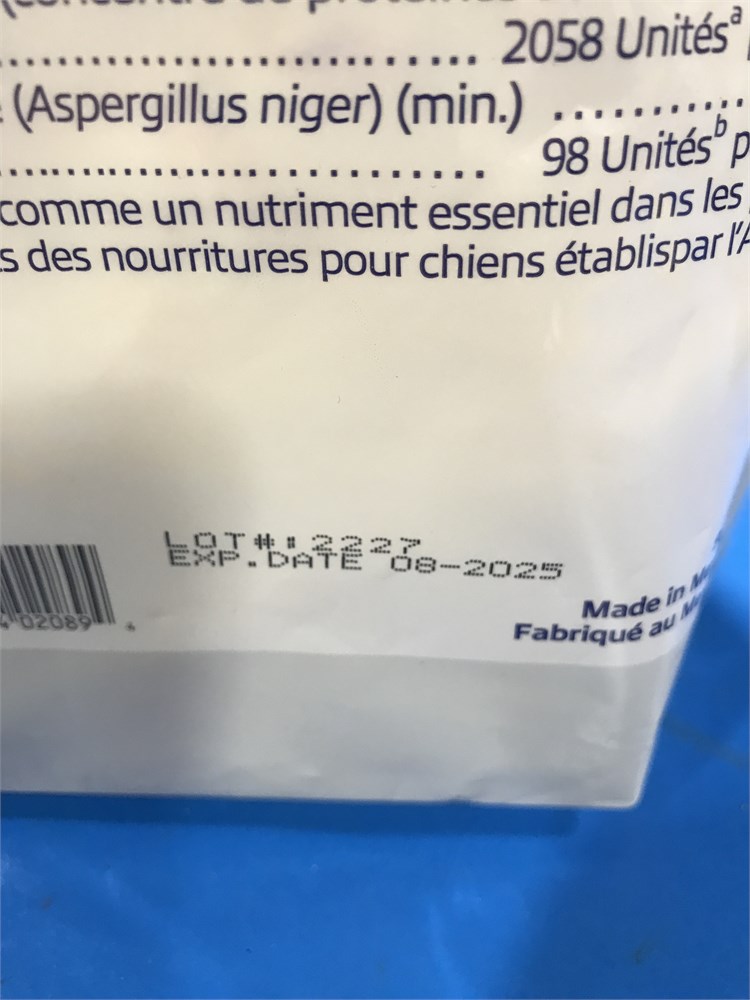 2058 Unités
(Aspergillus niger) (min.)
98 Unités
comme un nutriment essentiel dans les
des nourritures pour chiens établispar l'A
LOT#:2227
EXP.DATE 08-2025
02089
Made in
Fabriqué au